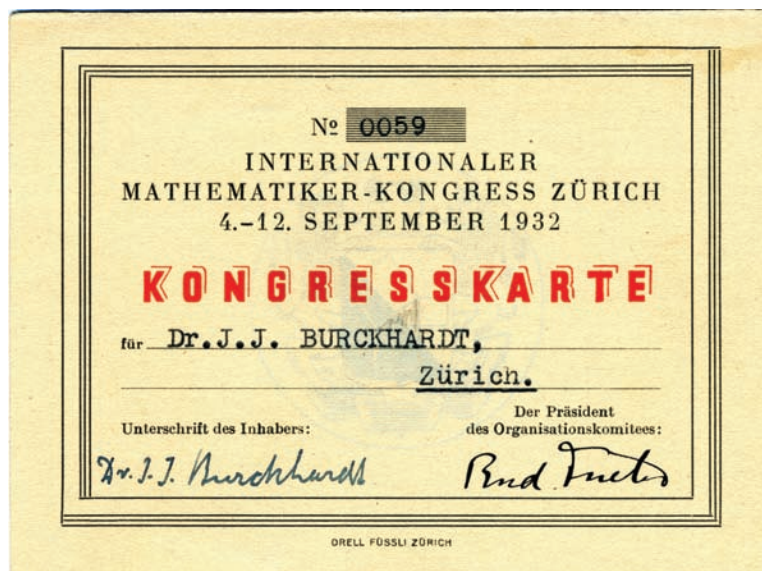 Nº 0059
INTERNATIONALER
MATHEMATIKER-KONGRESS ZÜRICH
4.–12. SEPTEMBER 1932
KONGRESSKARTE
für Dr.J.J. BURCKHARDT,
Zürich.
Unterschrift des Inhabers:
Der Präsident
des Organisationskomitees:
Dr. J. J. Burckhardt
Rud. Fueter
ORELL FÜSSLI ZÜRICH